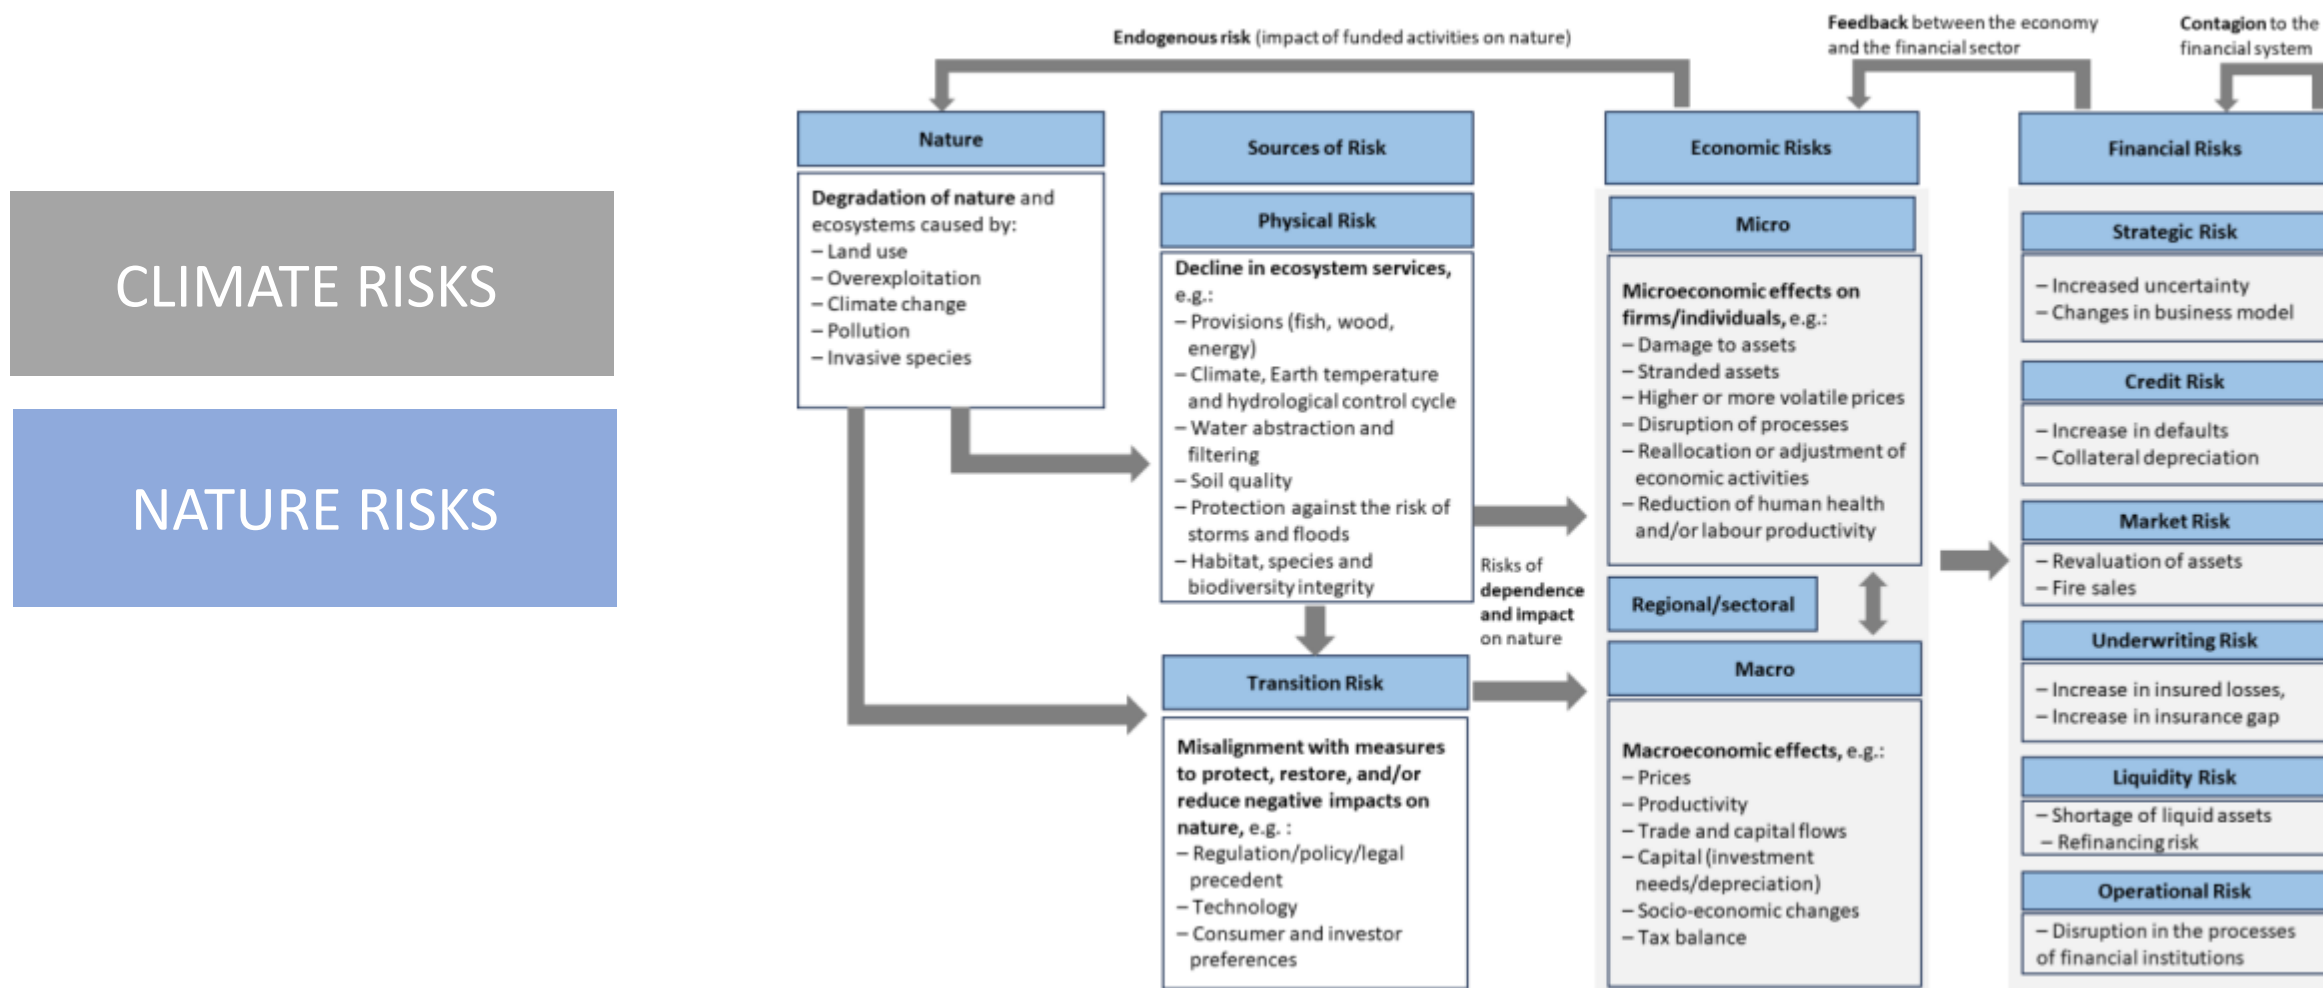 CLIMATE RISKS
NATURE RISKS
Endogenous risk (impact of funded activities on nature)
Feedback between the economy
and the financial sector
Contagion to the
financial system
Nature
Degradation of nature and
ecosystems caused by:
– Land use
– Overexploitation
– Climate change
– Pollution
– Invasive species
Sources of Risk
Physical Risk
Decline in ecosystem services,
e.g.:
– Provisions (fish, wood,
energy)
– Climate, Earth temperature
and hydrological control cycle
– Water abstraction and
filtering
– Soil quality
– Protection against the risk of
storms and floods
– Habitat, species and
biodiversity integrity
Transition Risk
Misalignment with measures
to protect, restore, and/or
reduce negative impacts on
nature, e.g. :
– Regulation/policy/legal
precedent
– Technology
– Consumer and investor
preferences
Risks of
dependence
and impact
on nature
Economic Risks
Micro
Microeconomic effects on
firms/individuals, e.g.:
– Damage to assets
– Stranded assets
– Higher or more volatile prices
– Disruption of processes
– Reallocation or adjustment of
economic activities
– Reduction of human health
and/or labour productivity
Regional/sectoral
Macro
Macroeconomic effects, e.g.:
– Prices
– Productivity
– Trade and capital flows
– Capital (investment
needs/depreciation)
– Socio-economic changes
– Tax balance
Financial Risks
Strategic Risk
– Increased uncertainty
– Changes in business model
Credit Risk
– Increase in defaults
– Collateral depreciation
Market Risk
– Revaluation of assets
– Fire sales
Underwriting Risk
– Increase in insured losses,
– Increase in insurance gap
Liquidity Risk
– Shortage of liquid assets
– Refinancing risk
Operational Risk
– Disruption in the processes
of financial institutions